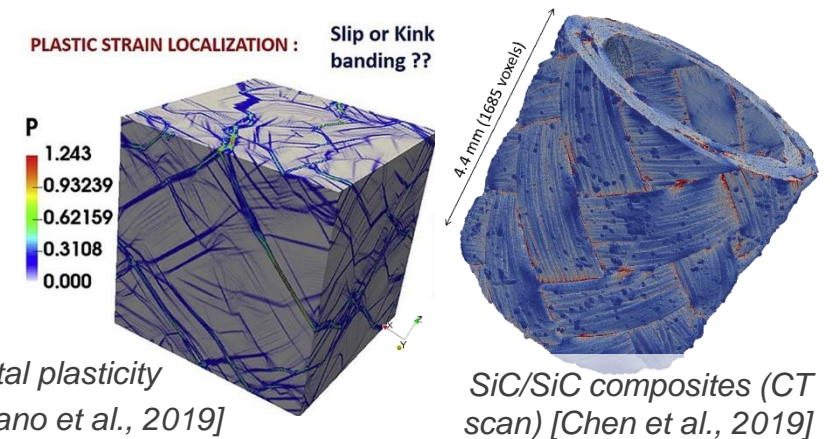 PLASTIC STRAIN LOCALIZATION :
Slip or Kink
banding ??
P
1.243
0.93239
0.62159
0.3108
0.000
X
Y
Z
4.4 mm (1685 voxels)
tal plasticity
ano et al., 2019]
SiC/SiC composites (CT
scan) [Chen et al., 2019]